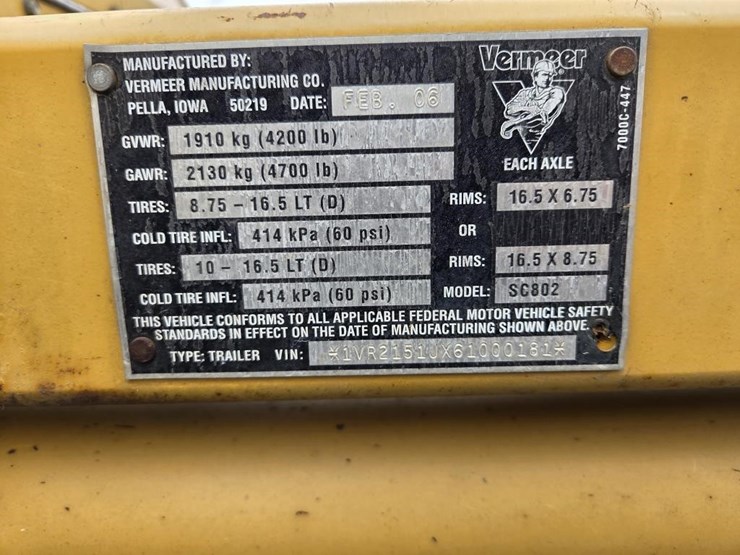 MANUFACTURED BY:
VERMEER MANUFACTURING CO.
PELLA, IOWA 50219 DATE: FEB. 06
Vermeer
7000C-447
GVWR: 1910 kg (4200 lb)
GAWR: 2130 kg (4700 lb)
EACH AXLE
TIRES: 8.75 - 16.5 LT (D) RIMS: 16.5 X 6.75
COLD TIRE INFL: 414 kPa (60 psi) OR
TIRES: 10 - 16.5 LT (D) RIMS: 16.5 X 8.75
COLD TIRE INFL: 414 kPa (60 psi) MODEL: SC802
THIS VEHICLE CONFORMS TO ALL APPLICABLE FEDERAL MOTOR VEHICLE SAFETY
STANDARDS IN EFFECT ON THE DATE OF MANUFACTURING SHOWN ABOVE.
TYPE: TRAILER VIN: *1VR2151JX61000181*